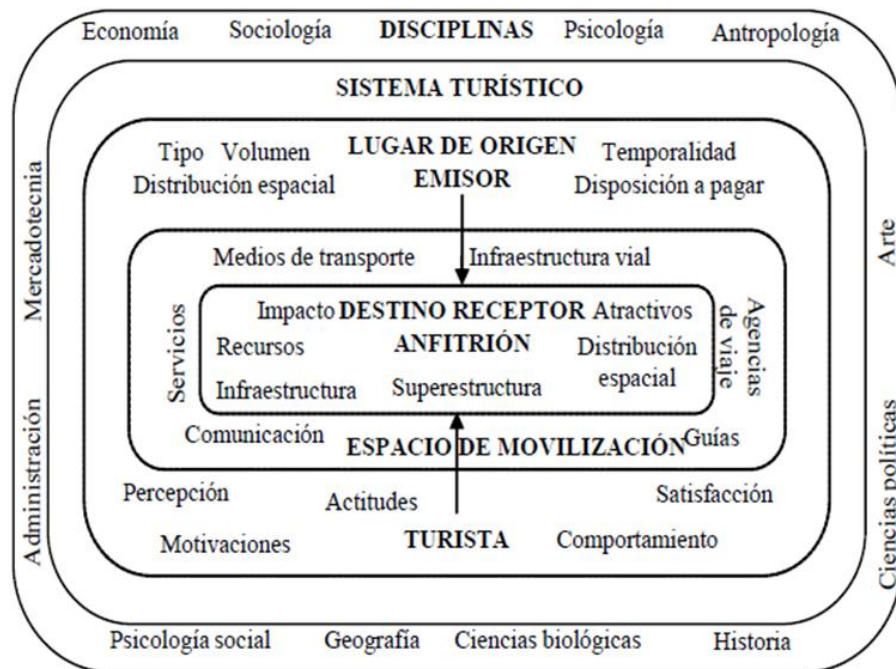 Economía Sociología DISCIPLINAS Psicología Antropología
SISTEMA TURÍSTICO
Tipo Volumen LUGAR DE ORIGEN Temporalidad
Distribución espacial EMISOR Disposición a pagar
Mercadotecnia
Arte
Medios de transporte Infraestructura vial
Servicios
Agencias
de viaje
Impacto DESTINO RECEPTOR Atractivos
Recursos ANFITRIÓN Distribución
espacial
Infraestructura Superestructura
Comunicación ESPACIO DE MOVILIZACIÓN Guías
Administración
Ciencias políticas
Percepción Actitudes Satisfacción
Motivaciones TURISTA Comportamiento
Psicología social Geografía Ciencias biológicas Historia